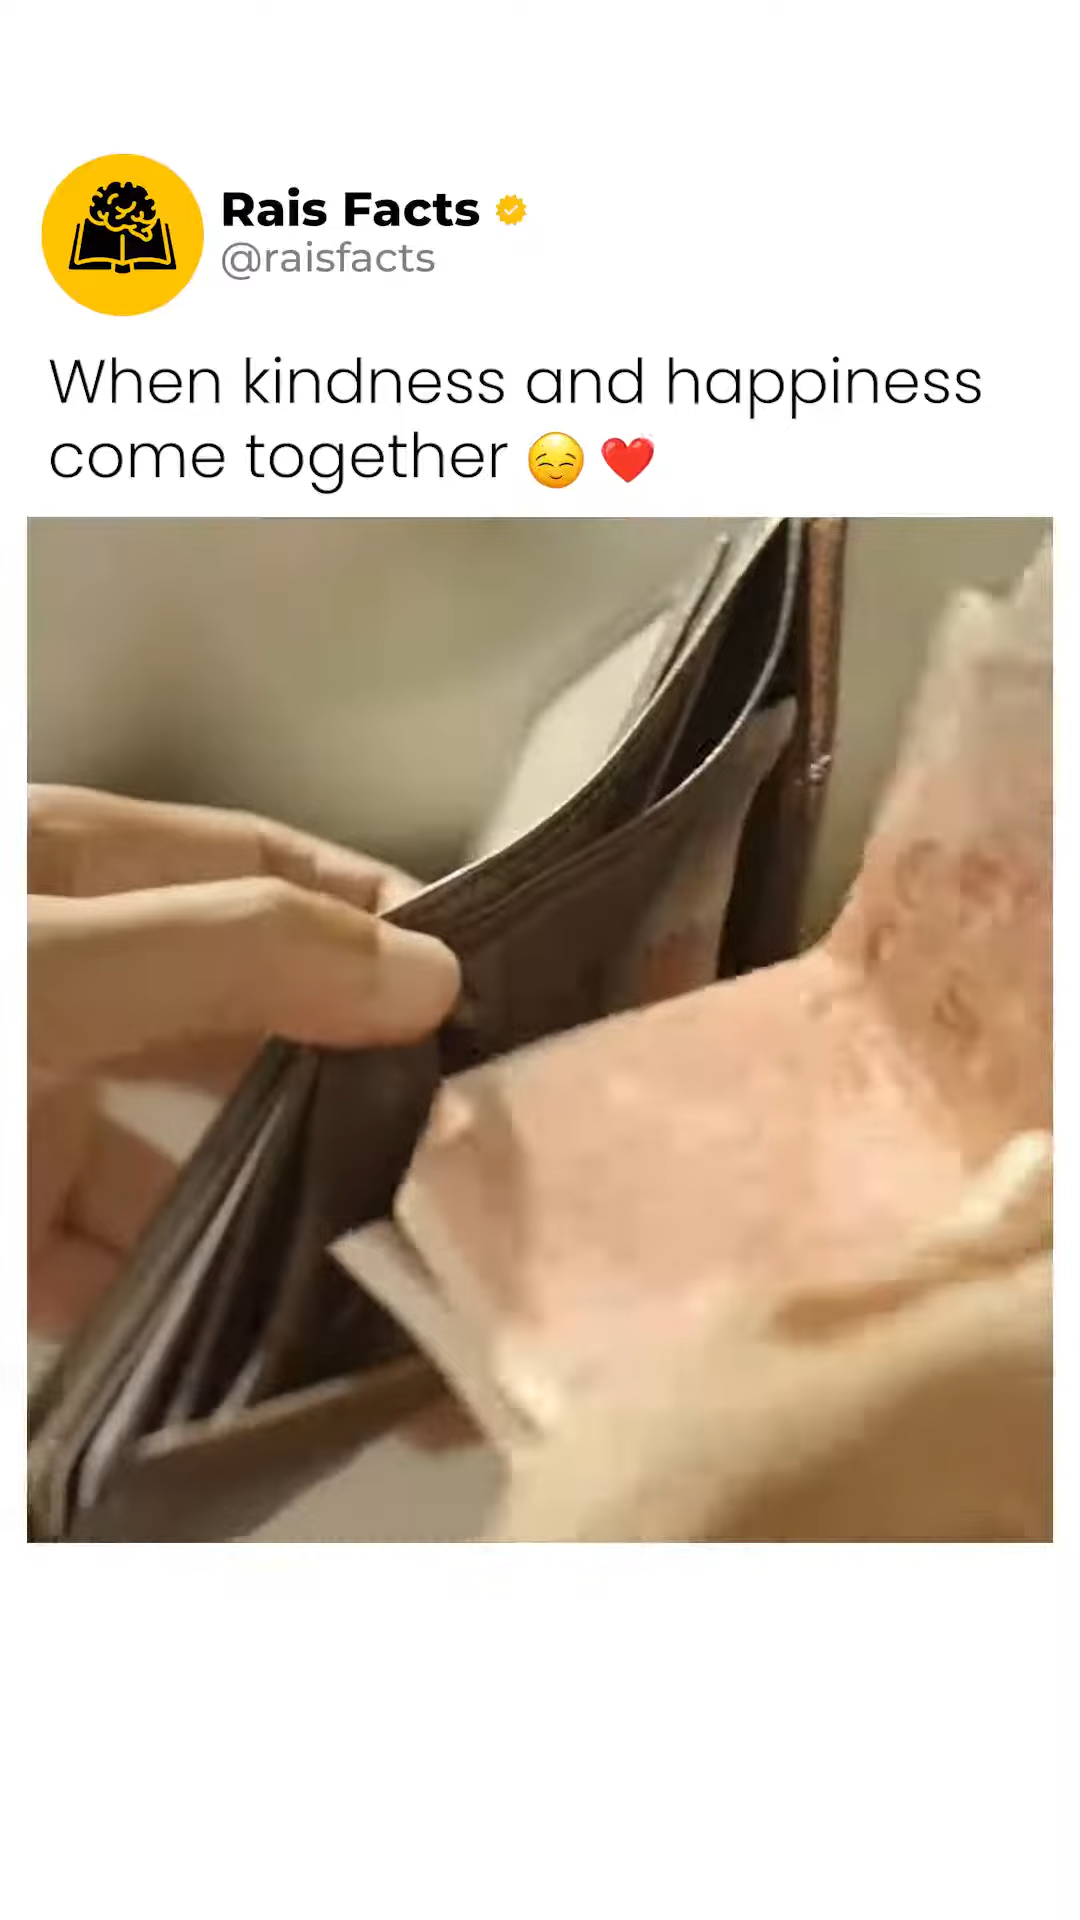 Rais Facts
@raisfacts
When kindness and happiness
come together 😌 ❤️